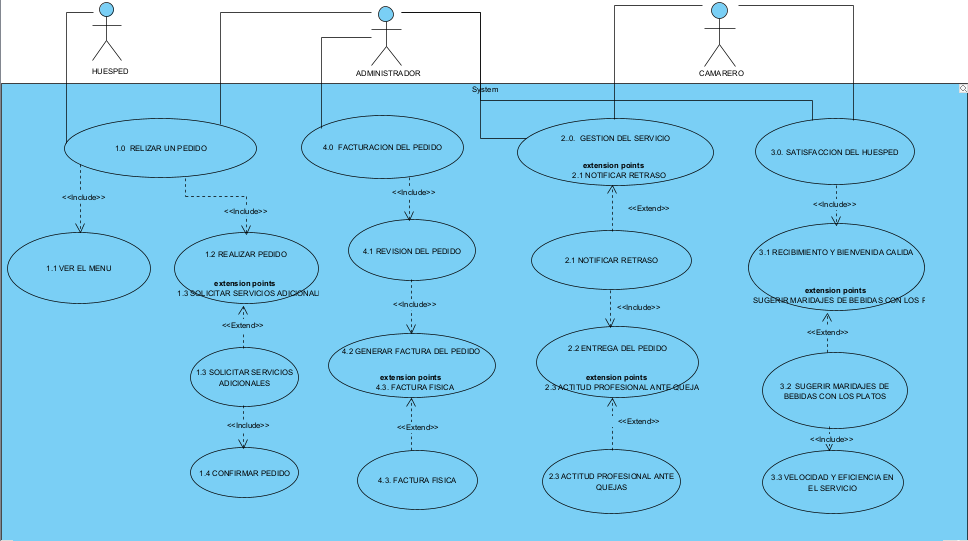 HUESPED
ADMINISTRADOR
CAMARERO
System
1.0 RELIZAR UN PEDIDO
4.0 FACTURACION DEL PEDIDO
2.0. GESTION DEL SERVICIO
extension points
2.1 NOTIFICAR RETRASO
3.0. SATISFACCION DEL HUESPED
<<Include>>
<<Include>>
<<Include>>
<<Extend>>
<<Include>>
1.1 VER EL MENU
1.2 REALIZAR PEDIDO
extension points
1.3 SOLICITAR SERVICIOS ADICIONAL
4.1 REVISION DEL PEDIDO
2.1 NOTIFICAR RETRASO
3.1 RECIBIMIENTO Y BIENVENIDA CALIDA
extension points
SUGERIR MARIDAJES DE BEBIDAS CON LOS P
<<Extend>>
<<Include>>
<<Include>>
<<Extend>>
1.3 SOLICITAR SERVICIOS
ADICIONALES
4.2 GENERAR FACTURA DEL PEDIDO
extension points
4.3. FACTURA FISICA
2.2 ENTREGA DEL PEDIDO
extension points
2.3 ACTITUD PROFESIONAL ANTE QUEJA
3.2 SUGERIR MARIDAJES DE
BEBIDAS CON LOS PLATOS
<<Include>>
<<Extend>>
<<Extend>>
<<Include>>
1.4 CONFIRMAR PEDIDO
4.3. FACTURA FISICA
2.3 ACTITUD PROFESIONAL ANTE
QUEJAS
3.3 VELOCIDAD Y EFICIENCIA EN
EL SERVICIO